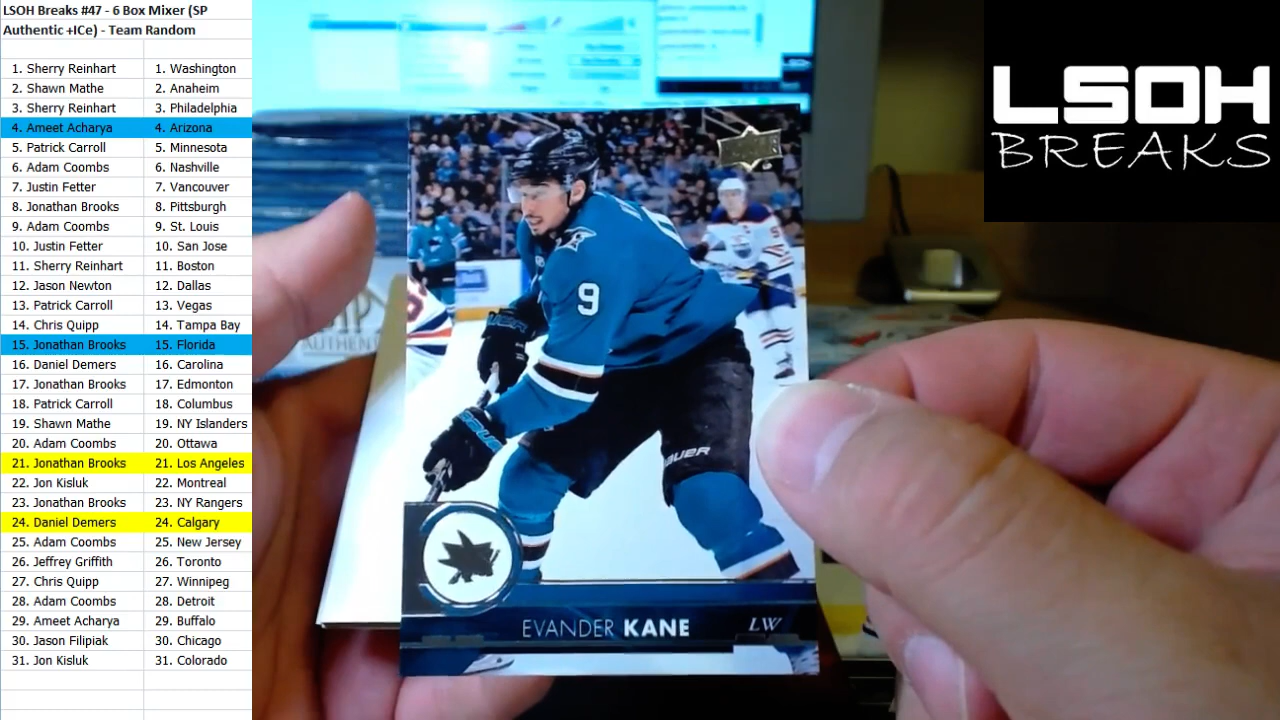 LSOH Breaks #47 - 6 Box Mixer (SP
Authentic +ICe) - Team Random
1. Sherry Reinhart 1. Washington
2. Shawn Mathe 2. Anaheim
3. Sherry Reinhart 3. Philadelphia
4. Ameet Acharya 4. Arizona
5. Patrick Carroll 5. Minnesota
6. Adam Coombs 6. Nashville
7. Justin Fetter 7. Vancouver
8. Jonathan Brooks 8. Pittsburgh
9. Adam Coombs 9. St. Louis
10. Justin Fetter 10. San Jose
11. Sherry Reinhart 11. Boston
12. Jason Newton 12. Dallas
13. Patrick Carroll 13. Vegas
14. Chris Quipp 14. Tampa Bay
15. Jonathan Brooks 15. Florida
16. Daniel Demers 16. Carolina
17. Jonathan Brooks 17. Edmonton
18. Patrick Carroll 18. Columbus
19. Shawn Mathe 19. NY Islanders
20. Adam Coombs 20. Ottawa
21. Jonathan Brooks 21. Los Angeles
22. Jon Kisluk 22. Montreal
23. Jonathan Brooks 23. NY Rangers
24. Daniel Demers 24. Calgary
25. Adam Coombs 25. New Jersey
26. Jeffrey Griffith 26. Toronto
27. Chris Quipp 27. Winnipeg
28. Adam Coombs 28. Detroit
29. Ameet Acharya 29. Buffalo
30. Jason Filipiak 30. Chicago
31. Jon Kisluk 31. Colorado
LSOH
BREAKS
9
BAUER
BAUER
EVANDER KANE LW